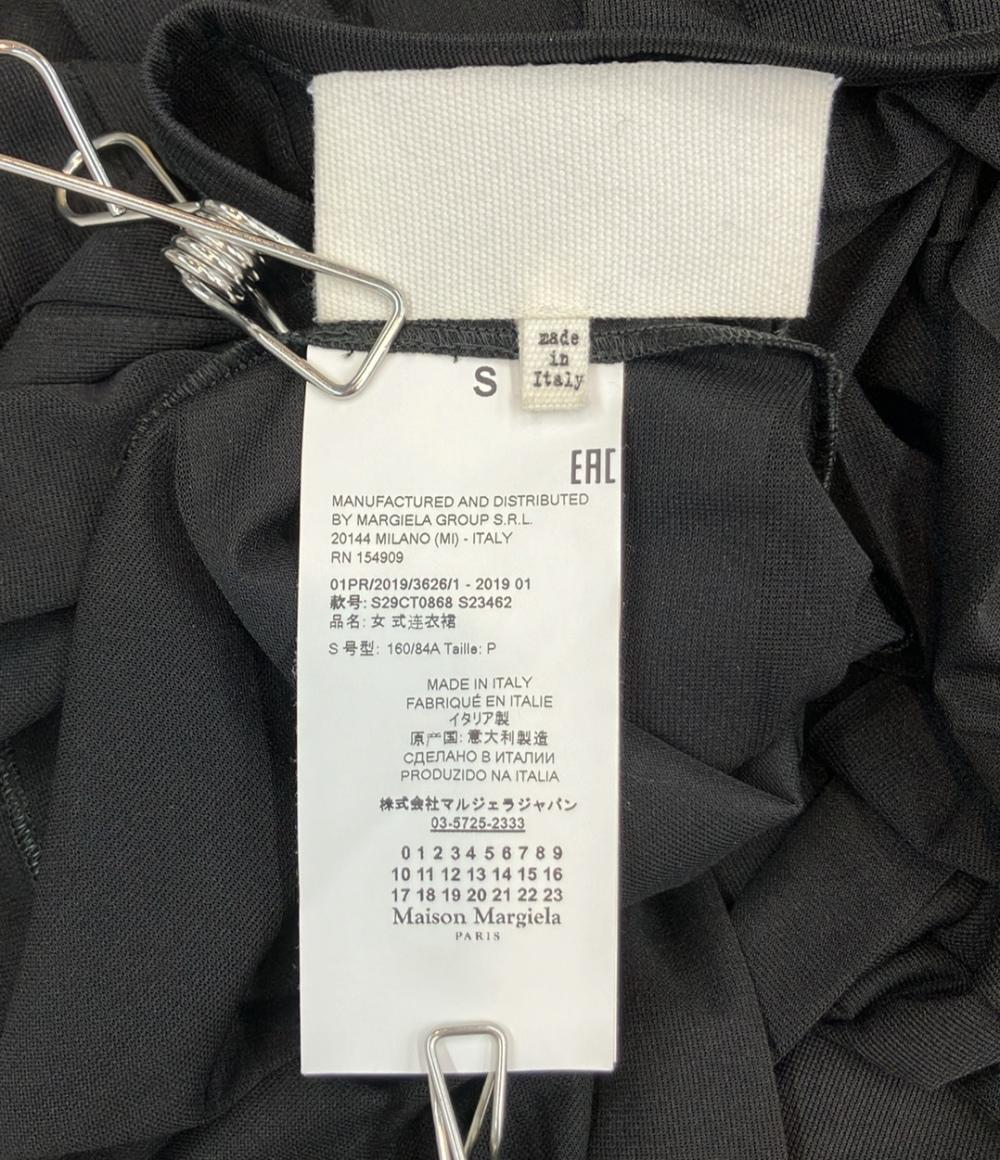 made
in
Italy
S
EAC
MANUFACTURED AND DISTRIBUTED
BY MARGIELA GROUP S.R.L.
20144 MILANO (MI) - ITALY
RN 154909
01PR/2019/3626/1 - 2019 01
款号: S29CT0868 S23462
品名: 女 式连衣裙
S 号型: 160/84A Taille: P
MADE IN ITALY
FABRIQUÉ EN ITALIE
イタリア製
原产国: 意大利製造
СДЕЛАНО В ИТАЛИИ
PRODUZIDO NA ITALIA
株式会社マルジェラジャパン
03-5725-2333
0 1 2 3 4 5 6 7 8 9
10 11 12 13 14 15 16
17 18 19 20 21 22 23
Maison Margiela
PARIS